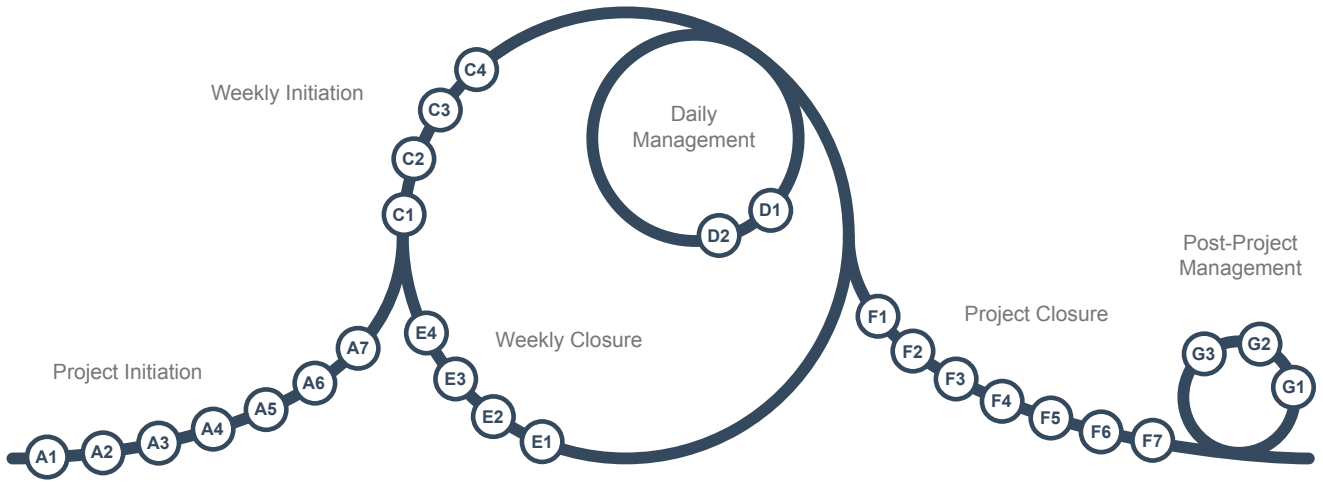 Project Initiation
A1
A2
A3
A4
A5
A6
A7
Weekly Initiation
C1
C2
C3
C4
Daily
Management
D1
D2
Weekly Closure
E1
E2
E3
E4
Project Closure
F1
F2
F3
F4
F5
F6
F7
Post-Project
Management
G1
G2
G3